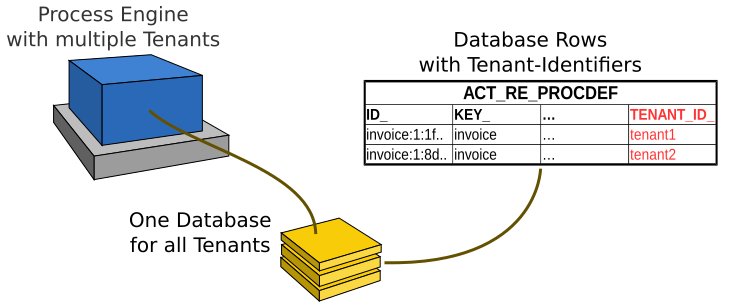 Process Engine
with multiple Tenants
Database Rows
with Tenant-Identifiers
ACT_RE_PROCDEF
ID_ KEY_ ... TENANT_ID_
invoice:1:1f.. invoice ... tenant1
invoice:1:8d.. invoice ... tenant2
One Database
for all Tenants